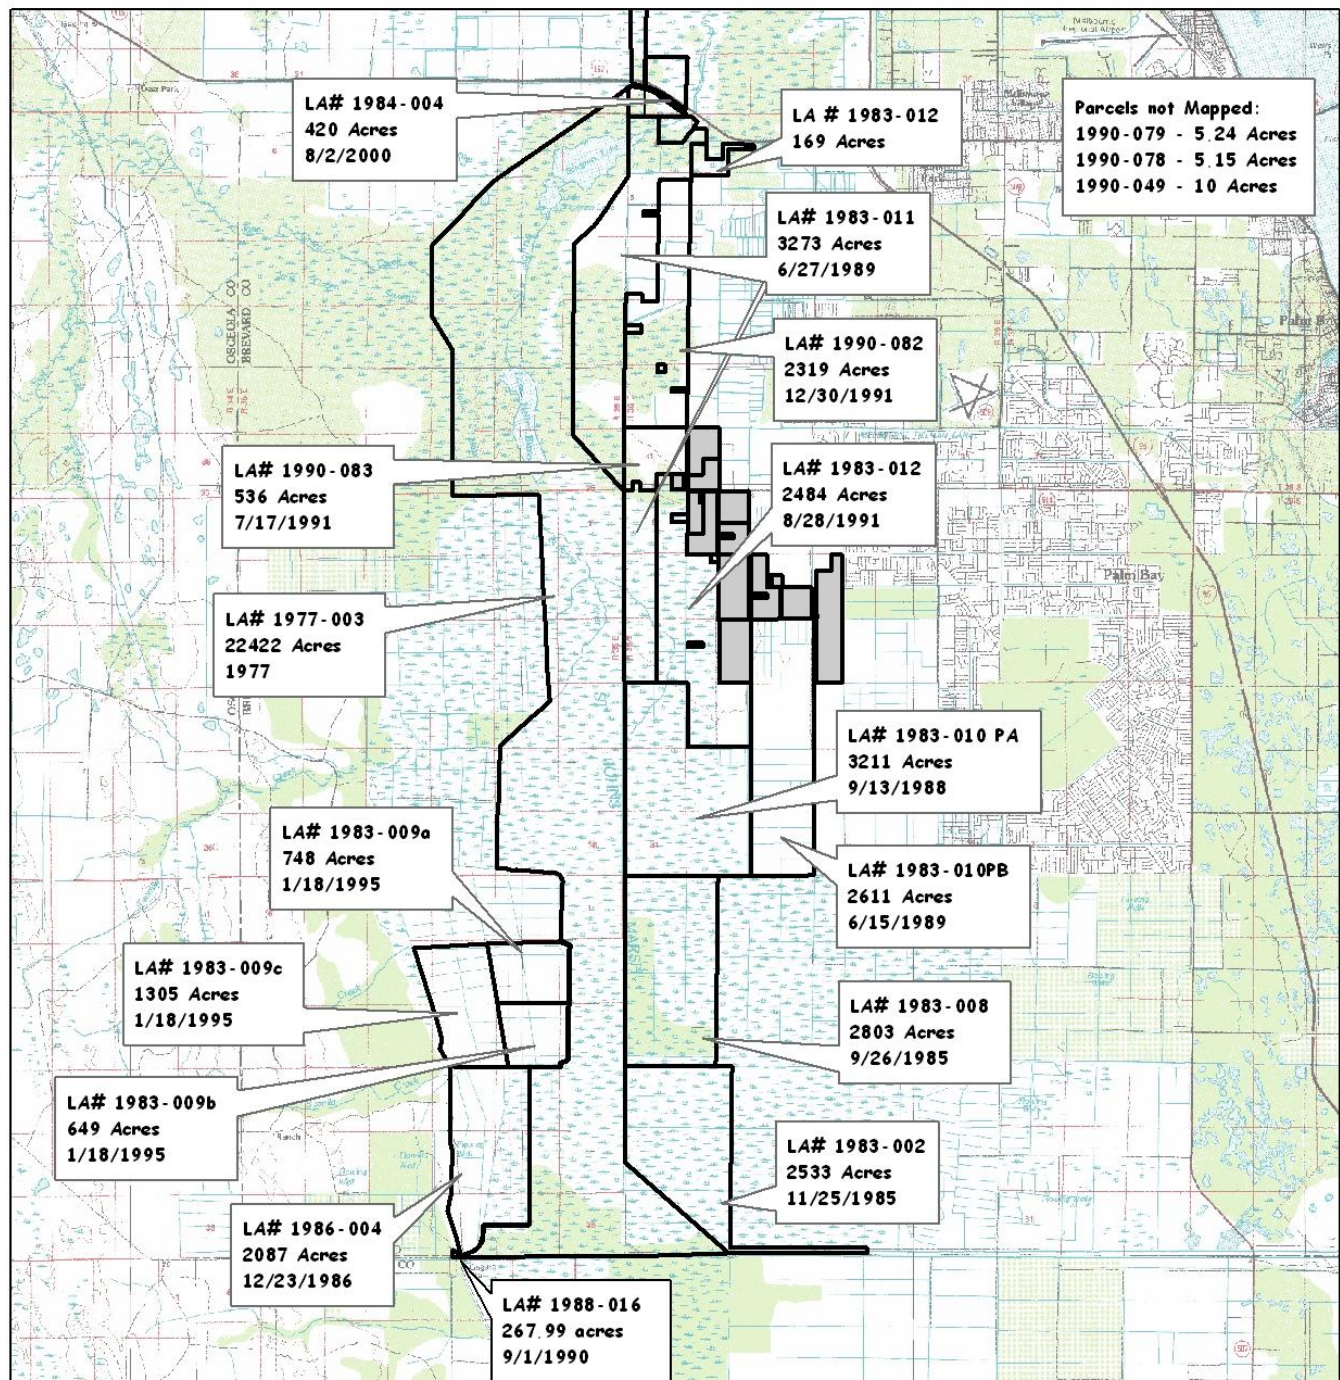 Melbourne
Regional Airport
Deer Park
LA# 1984-004
420 Acres
8/2/2000
LA # 1983-012
169 Acres
Parcels not Mapped:
1990-079 - 5.24 Acres
1990-078 - 5.15 Acres
1990-049 - 10 Acres
LA# 1983-011
3273 Acres
6/27/1989
OSCEOLA CO
BREVARD CO
LA# 1990-082
2319 Acres
12/30/1991
Palm Bay
LA# 1990-083
536 Acres
7/17/1991
LA# 1983-012
2484 Acres
8/28/1991
Palm Bay
LA# 1977-003
22422 Acres
1977
LA# 1983-010 PA
3211 Acres
9/13/1988
LA# 1983-009a
748 Acres
1/18/1995
LA# 1983-010PB
2611 Acres
6/15/1989
LA# 1983-009c
1305 Acres
1/18/1995
LA# 1983-008
2803 Acres
9/26/1985
LA# 1983-009b
649 Acres
1/18/1995
LA# 1983-002
2533 Acres
11/25/1985
LA# 1986-004
2087 Acres
12/23/1986
LA# 1988-016
267.99 acres
9/1/1990